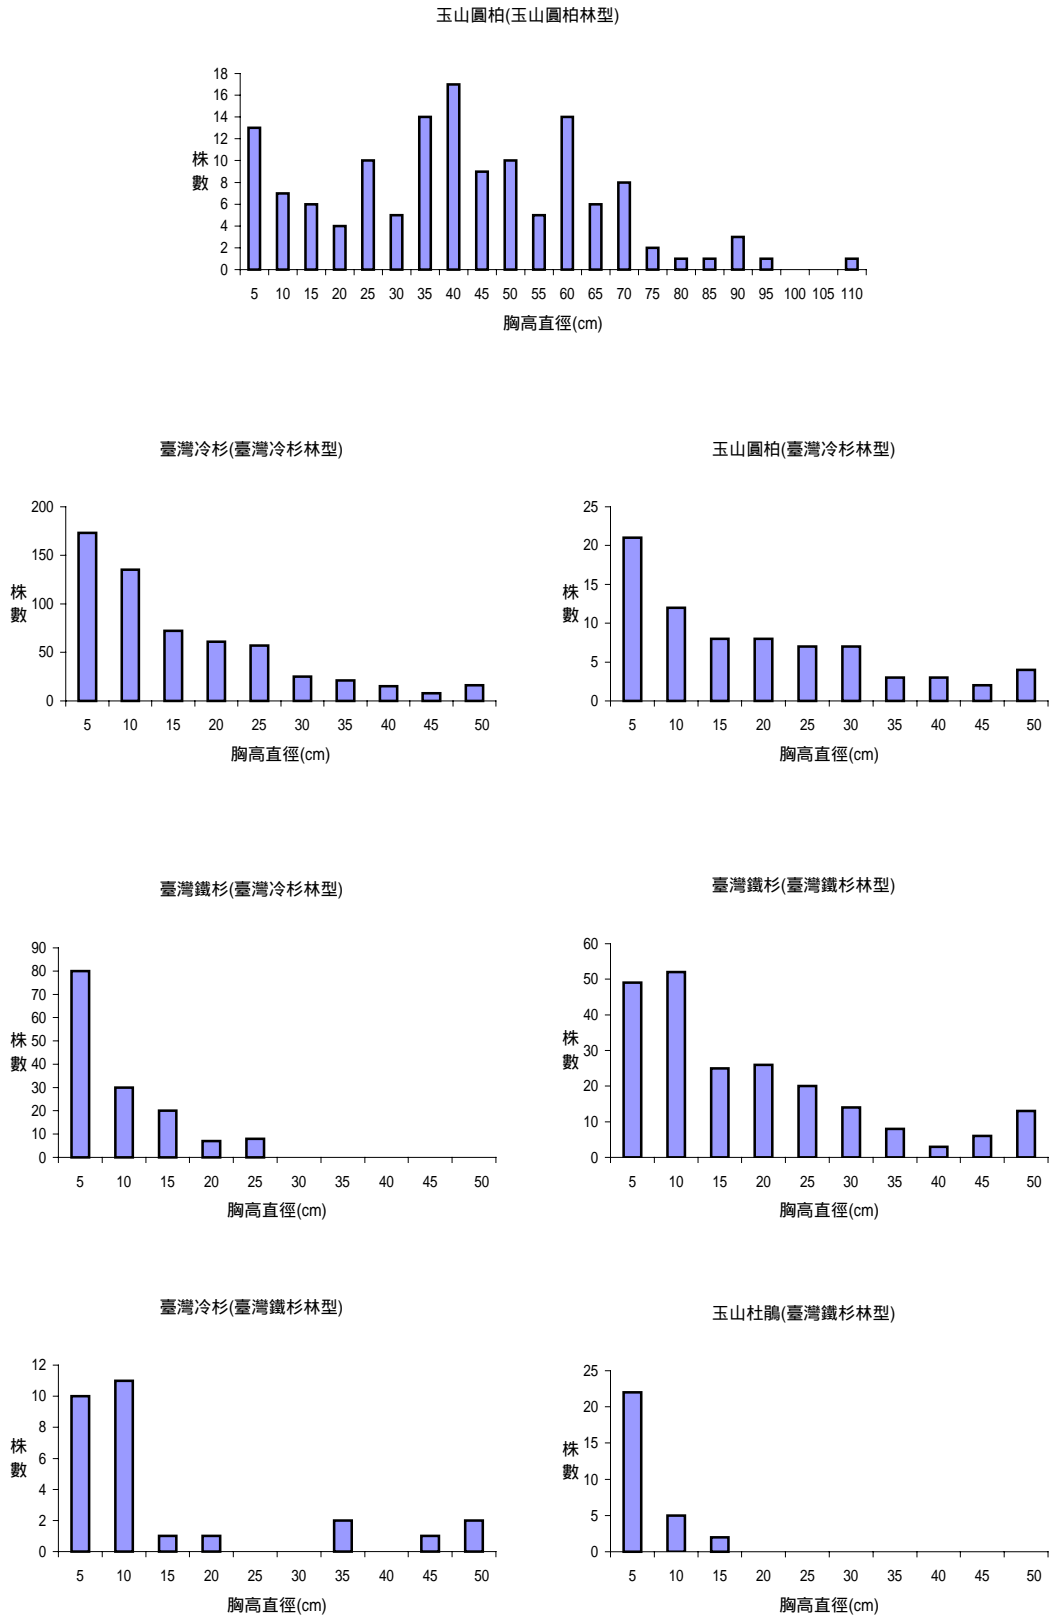 玉山圓柏(玉山圓柏林型)
18
16
14
12
10
8
6
4
2
0
株
數
5 10 15 20 25 30 35 40 45 50 55 60 65 70 75 80 85 90 95 100 105 110
胸高直徑(cm)
臺灣冷杉(臺灣冷杉林型)
200
150
100
50
0
株
數
5 10 15 20 25 30 35 40 45 50
胸高直徑(cm)
玉山圓柏(臺灣冷杉林型)
25
20
15
10
5
0
株
數
5 10 15 20 25 30 35 40 45 50
胸高直徑(cm)
臺灣鐵杉(臺灣冷杉林型)
90
80
70
60
50
40
30
20
10
0
株
數
5 10 15 20 25 30 35 40 45 50
胸高直徑(cm)
臺灣鐵杉(臺灣鐵杉林型)
60
50
40
30
20
10
0
株
數
5 10 15 20 25 30 35 40 45 50
胸高直徑(cm)
臺灣冷杉(臺灣鐵杉林型)
12
10
8
6
4
2
0
株
數
5 10 15 20 25 30 35 40 45 50
胸高直徑(cm)
玉山杜鵑(臺灣鐵杉林型)
25
20
15
10
5
0
株
數
5 10 15 20 25 30 35 40 45 50
胸高直徑(cm)